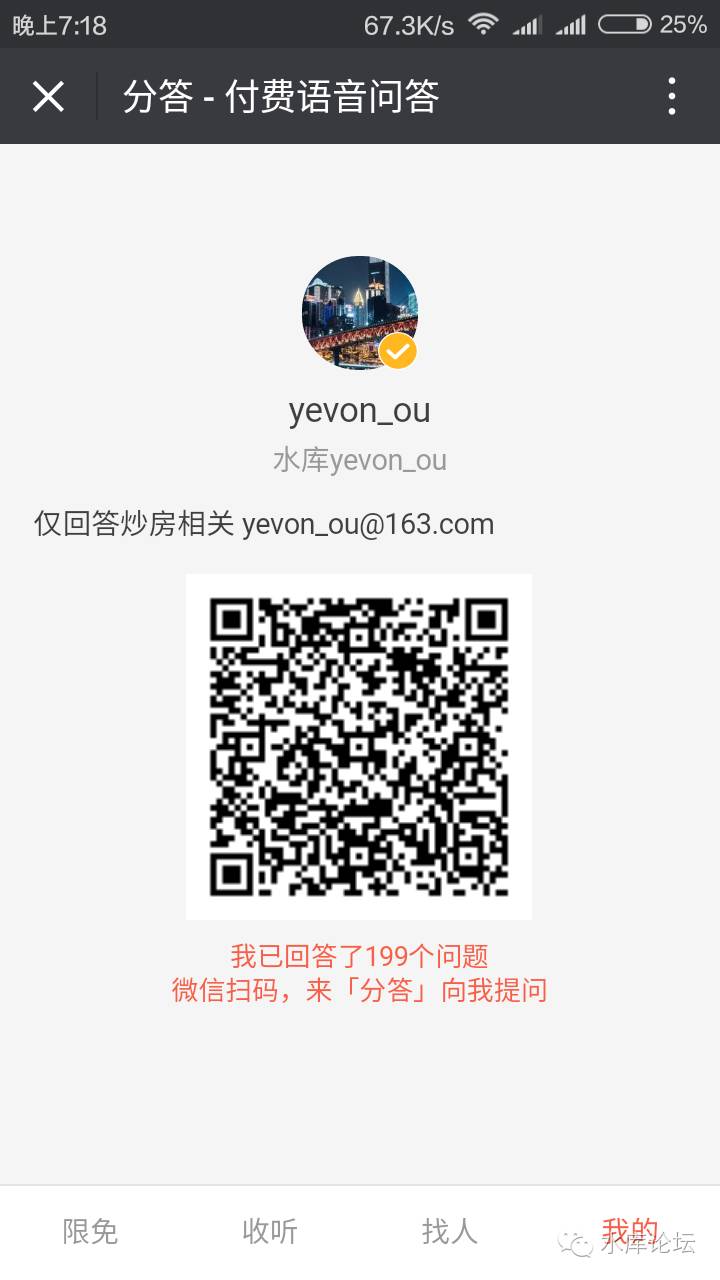 晚上7:18
67.3K/s
25%
分答 - 付费语音问答
yevon_ou
水库yevon_ou
仅回答炒房相关 yevon_ou@163.com
我已回答了199个问题
微信扫码，来「分答」向我提问
限免
收听
找人
我的
水库论坛